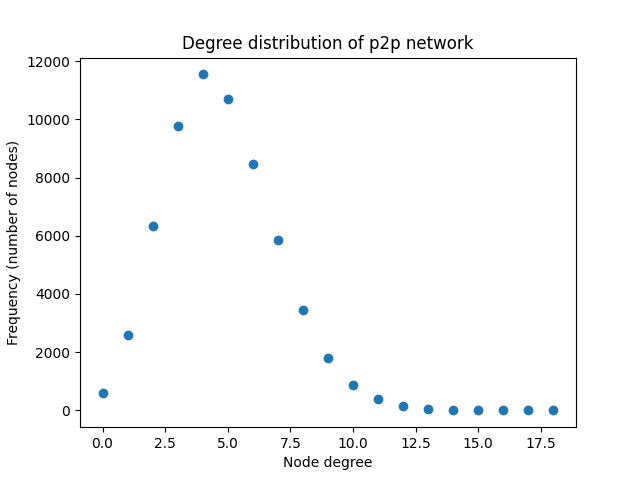 Degree distribution of p2p network
12000
10000
8000
6000
4000
2000
0
Frequency (number of nodes)
0.0 2.5 5.0 7.5 10.0 12.5 15.0 17.5
Node degree